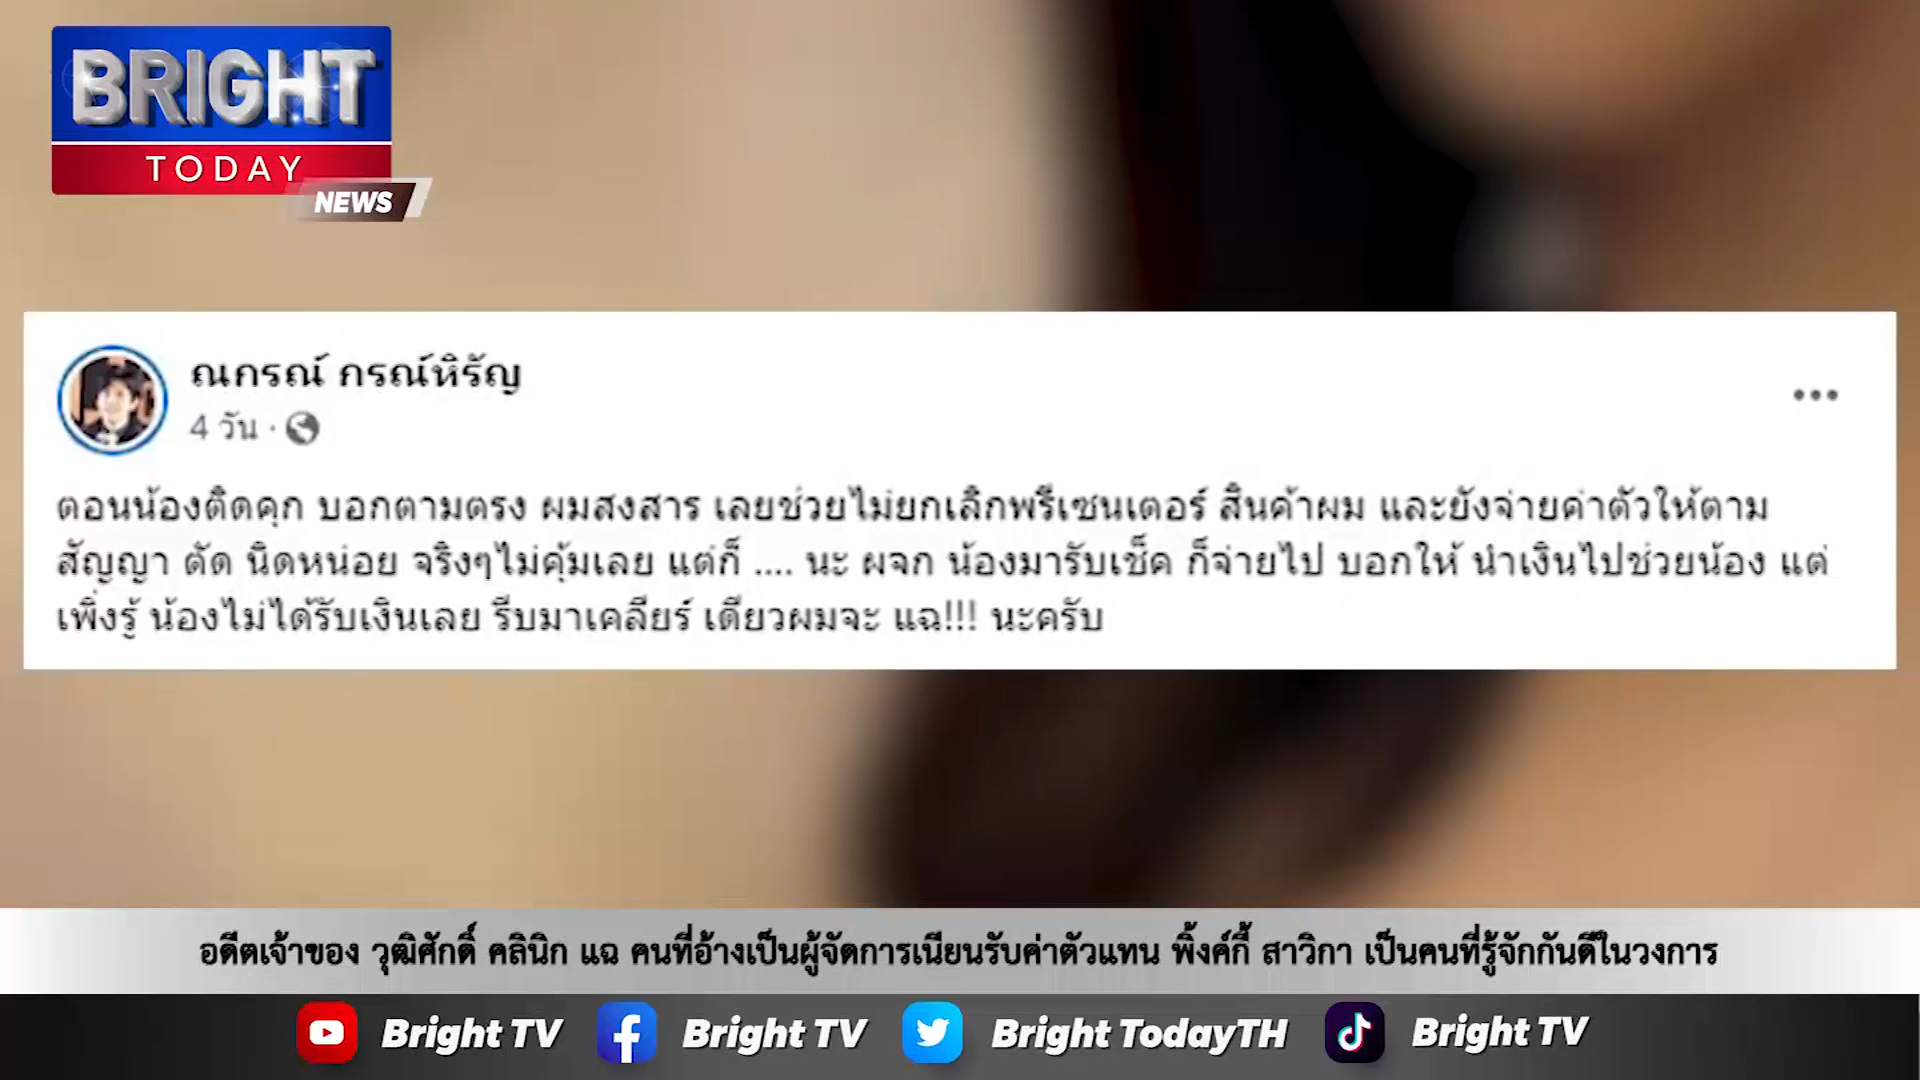 BRIGHT
TODAY
NEWS
ณกรณ์ กรณ์หิรัญ
4 วัน ·
ตอนน้องติดคุก บอกตามตรง ผมสงสาร เลยช่วยไม่ยกเลิกพรีเซนเตอร์ สินค้าผม และยังจ่ายค่าตัวให้ตาม
สัญญา ตัด นิดหน่อย จริงๆไม่คุ้มเลย แต่ก็ .... นะ ผจก น้องมารับเช็ค ก็จ่ายไป บอกให้ นำเงินไปช่วยน้อง แต่
เพิ่งรู้ น้องไม่ได้รับเงินเลย รีบมาเคลียร์ เดียวผมจะ แฉ!!! นะครับ
อดีตเจ้าของ วุฒิศักดิ์ คลินิก แฉ คนที่อ้างเป็นผู้จัดการเนียนรับค่าตัวแทน พิ้งค์กี้ สาวิกา เป็นคนที่รู้จักกันดีในวงการ
Bright TV Bright TV Bright TodayTH Bright TV